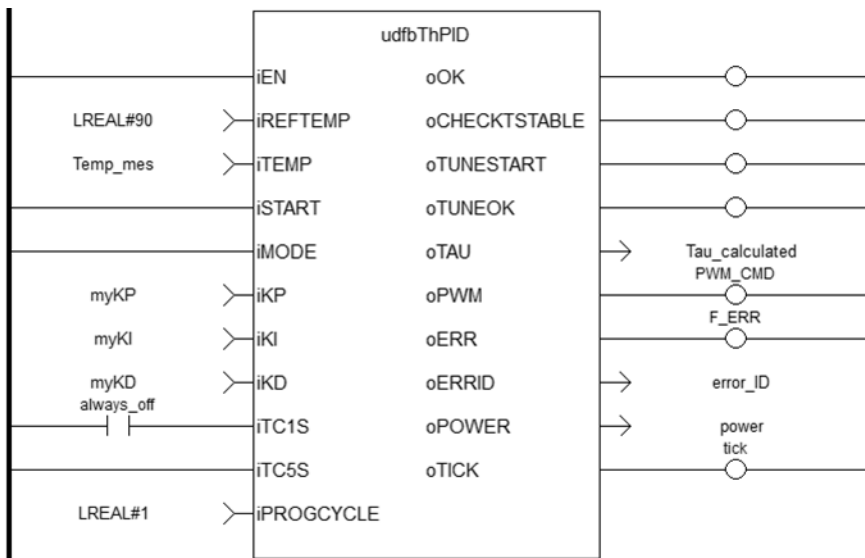 udfbThPID
iEN oOK
LREAL#90 iREFTEMP oCHECKTSTABLE
Temp_mes iTEMP oTUNESTART
iSTART oTUNEOK
iMODE oTAU Tau_calculated
PWM_CMD
myKP iKP oPWM
F_ERR
myKI iKI oERR
myKD iKD oERRID error_ID
always_off
iTC1S oPOWER power
tick
iTC5S oTICK
LREAL#1 iPROGCYCLE